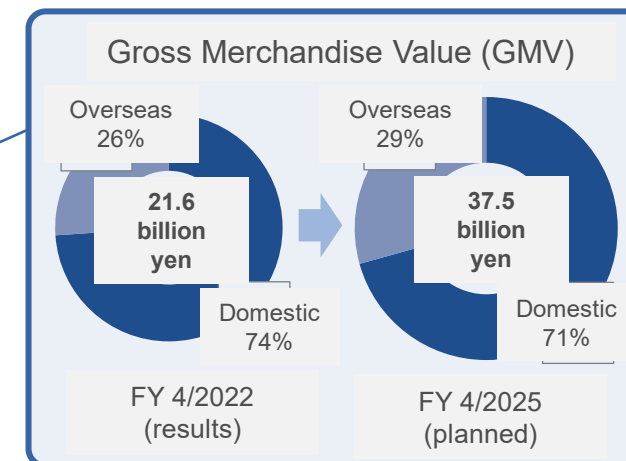 Gross Merchandise Value (GMV)
Overseas
26%
21.6
billion
yen
Domestic
74%
FY 4/2022
(results)
Overseas
29%
37.5
billion
yen
Domestic
71%
FY 4/2025
(planned)